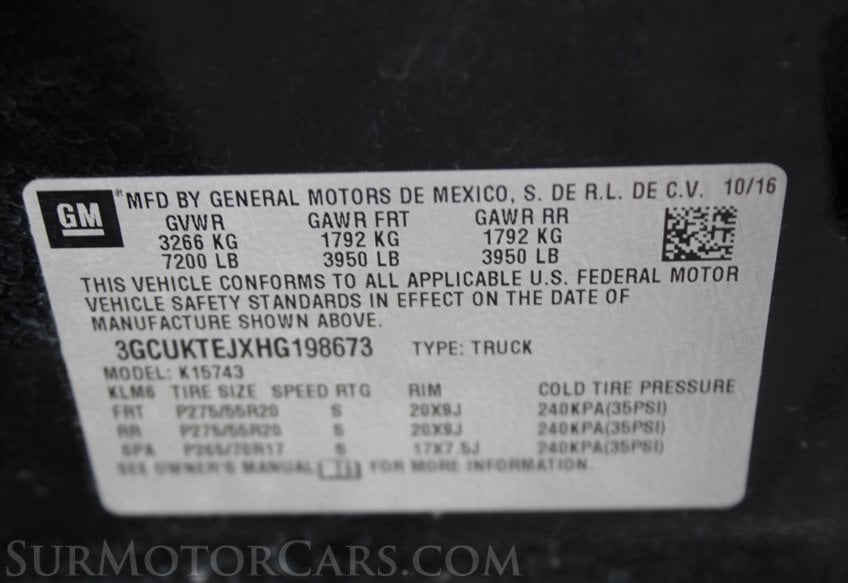 GM ® MFD BY GENERAL MOTORS DE MEXICO, S. DE R.L. DE C.V. 10/16
GVWR GAWR FRT GAWR RR
3266 KG 1792 KG 1792 KG
7200 LB 3950 LB 3950 LB
THIS VEHICLE CONFORMS TO ALL APPLICABLE U.S. FEDERAL MOTOR
VEHICLE SAFETY STANDARDS IN EFFECT ON THE DATE OF
MANUFACTURE SHOWN ABOVE.
3GCUKTEJXHG198673 TYPE: TRUCK
MODEL: K15743
KLM6 TIRE SIZE SPEED RTG RIM COLD TIRE PRESSURE
FRT P275/55R20 S 20X9J 240KPA(35PSI)
RR P275/55R20 S 20X9J 240KPA(35PSI)
SPA P265/70R17 S 17X7.5J 240KPA(35PSI)
SEE OWNER'S MANUAL FOR MORE INFORMATION.
SURMOTORCARS.COM